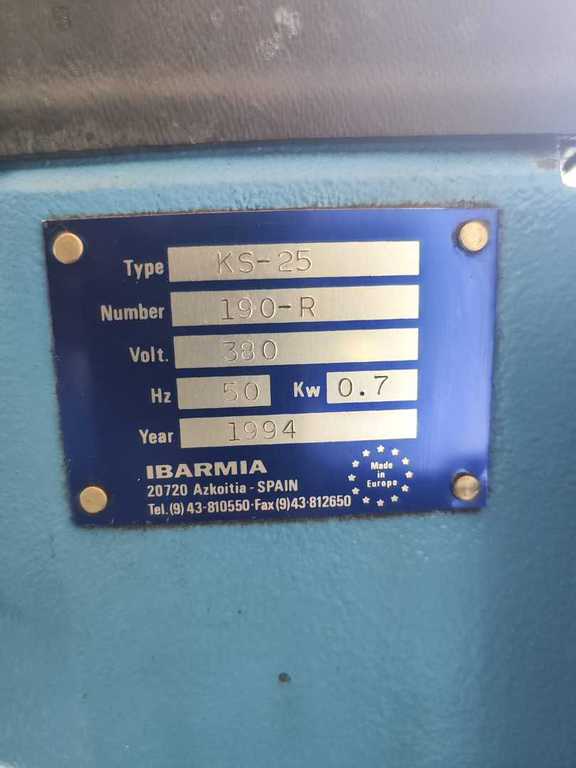 Type KS-25
Number 190-R
Volt. 380
Hz 50 Kw 0.7
Year 1994
IBARMIA
20720 Azkoitia - SPAIN
Tel.(9) 43-810550·Fax(9)43-812650
Made
in
Europe